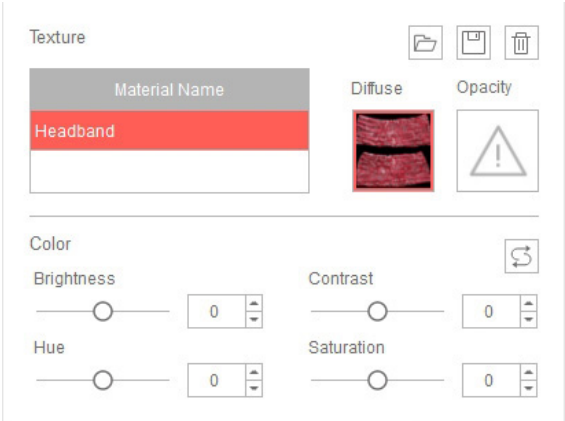 Texture
Material Name
Diffuse
Opacity
Headband
Color
Brightness
Contrast
0
0
Hue
Saturation
0
0